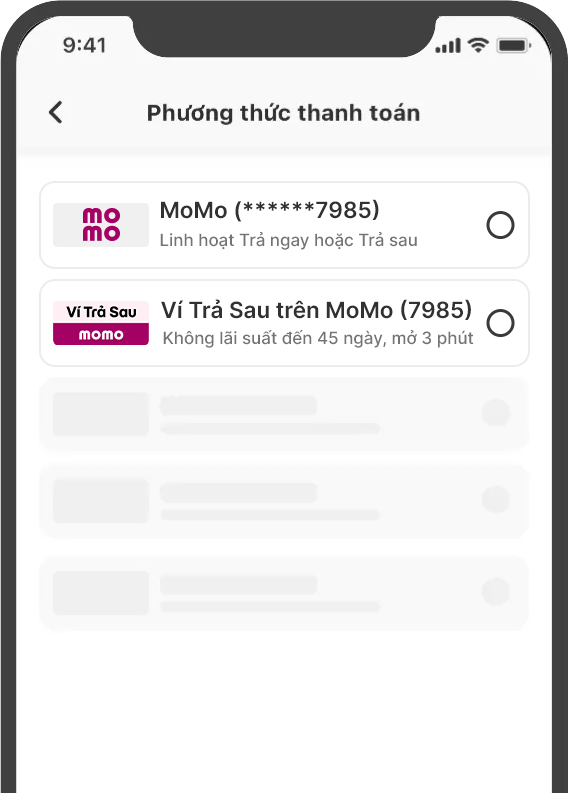 9:41
Phương thức thanh toán
mo
mo
MoMo (******7985)
Linh hoạt Trả ngay hoặc Trả sau
Ví Trả Sau
momo
Ví Trả Sau trên MoMo (7985)
Không lãi suất đến 45 ngày, mở 3 phút